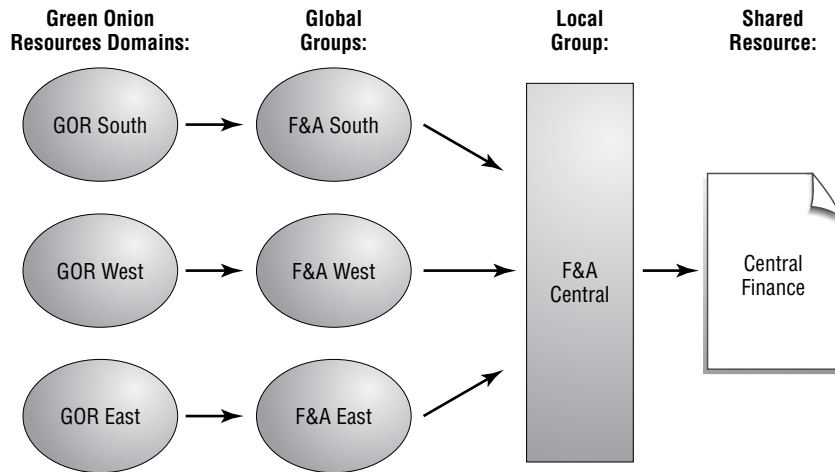 Green Onion
Resources Domains:
Global
Groups:
Local
Group:
Shared
Resource:
GOR South
F&A South
GOR West
F&A West
F&A
Central
Central
Finance
GOR East
F&A East